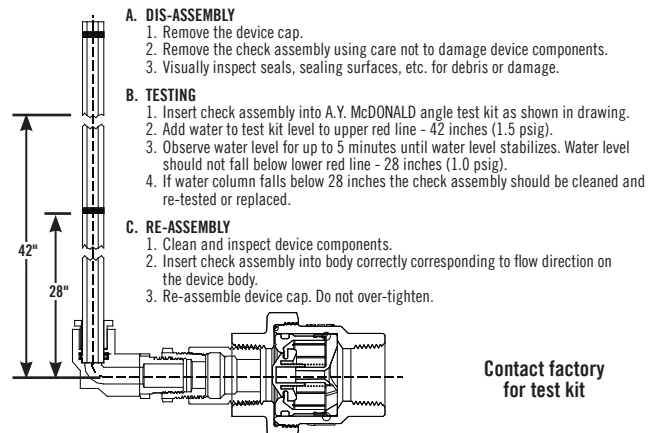 A. DIS-ASSEMBLY
1. Remove the device cap.
2. Remove the check assembly using care not to damage device components.
3. Visually inspect seals, sealing surfaces, etc. for debris or damage.
B. TESTING
1. Insert check assembly into A.Y. McDONALD angle test kit as shown in drawing.
2. Add water to test kit level to upper red line - 42 inches (1.5 psig).
3. Observe water level for up to 5 minutes until water level stabilizes. Water level
should not fall below lower red line - 28 inches (1.0 psig).
4. If water column falls below 28 inches the check assembly should be cleaned and
re-tested or replaced.
C. RE-ASSEMBLY
1. Clean and inspect device components.
2. Insert check assembly into body correctly corresponding to flow direction on
the device body.
3. Re-assemble device cap. Do not over-tighten.
42"
28"
Contact factory
for test kit